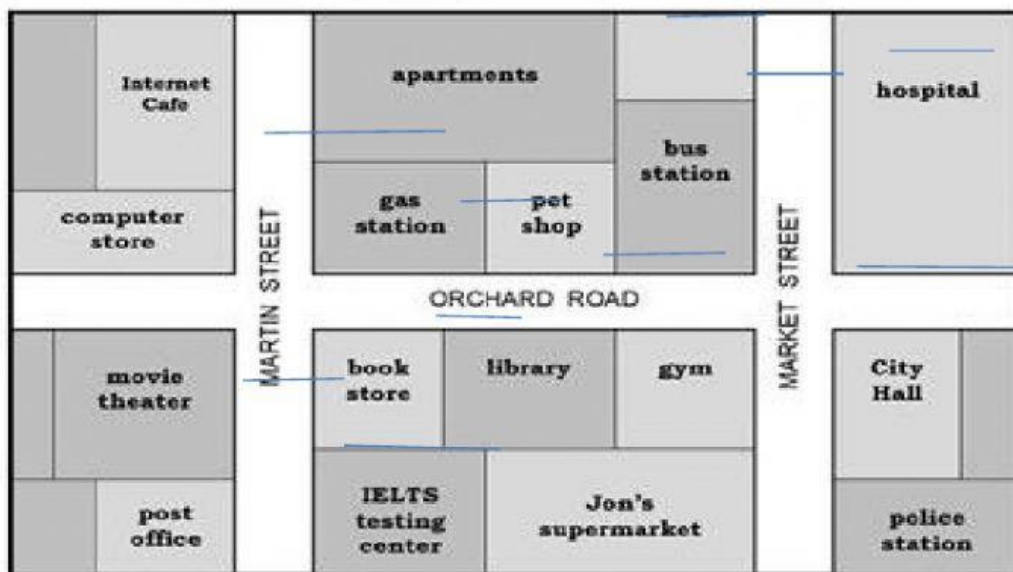 Internet
Cafe
apartments
hospital
bus
station
computer
store
gas
station
pet
shop
MARTIN STREET
MARKET STREET
ORCHARD ROAD
movie
theater
book
store
library
gym
City
Hall
post
office
IELTS
testing
center
Jon's
supermarket
police
station